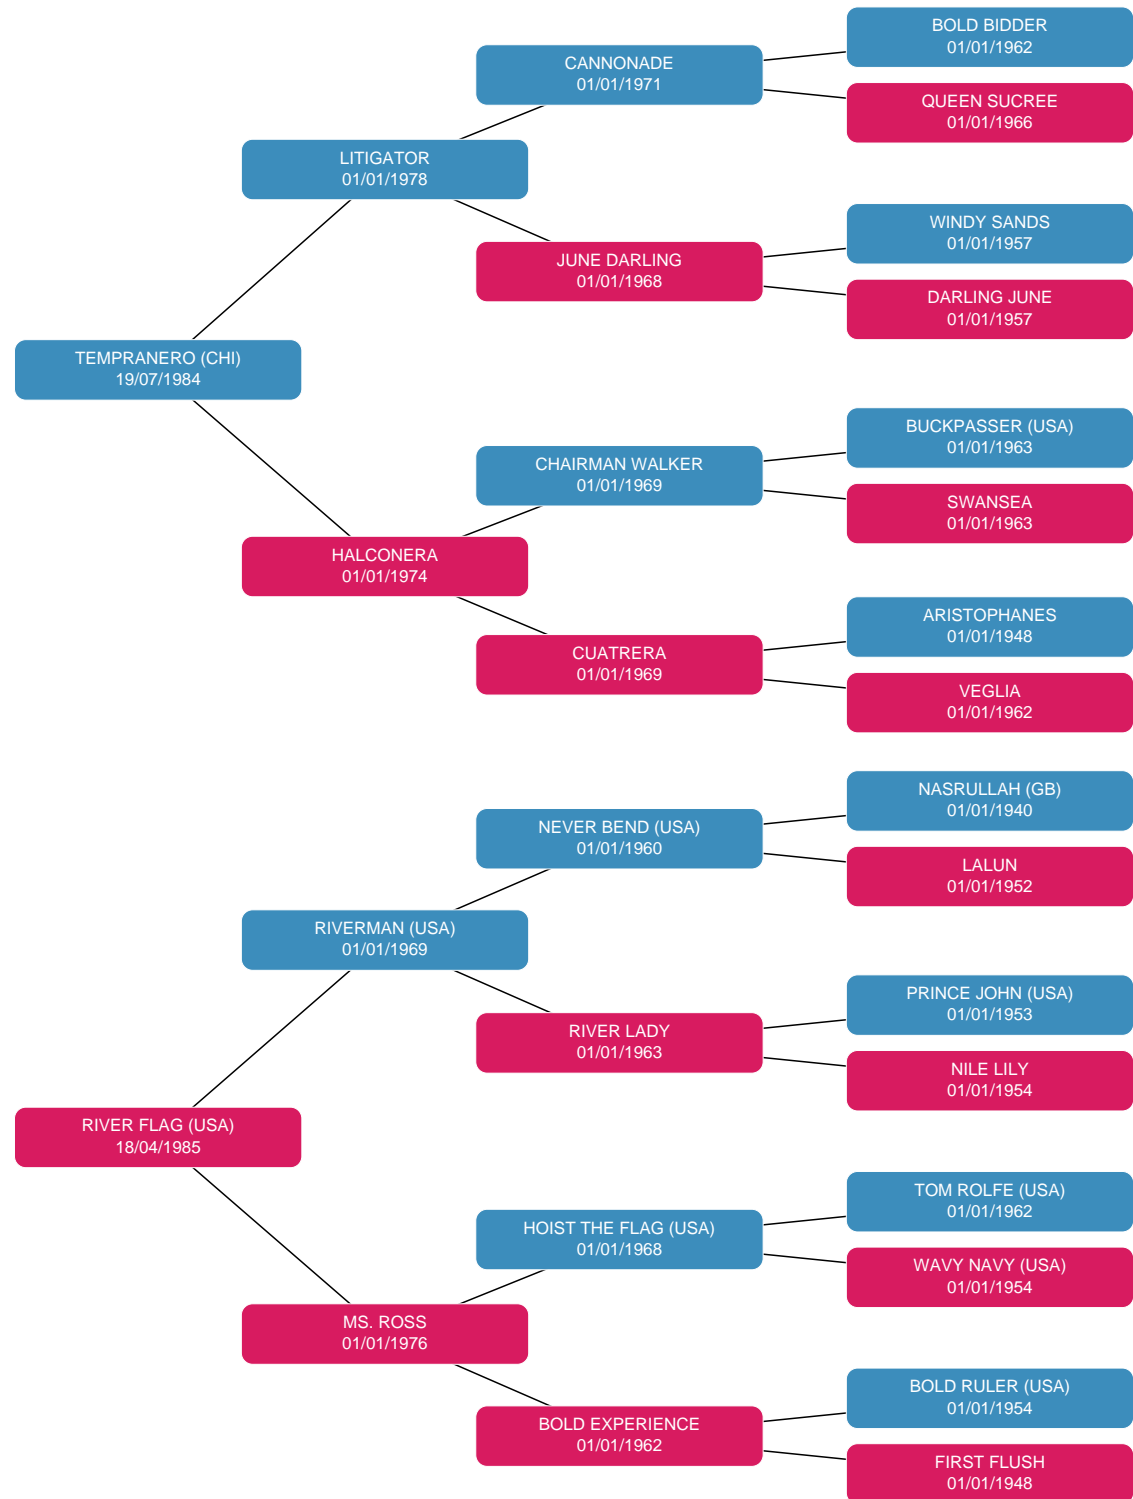 BOLD BIDDER
01/01/1962
CANNONADE
01/01/1971
QUEEN SUCREE
01/01/1966
LITIGATOR
01/01/1978
WINDY SANDS
01/01/1957
JUNE DARLING
01/01/1968
DARLING JUNE
01/01/1957
TEMPRANERO (CHI)
19/07/1984
BUCKPASSER (USA)
01/01/1963
CHAIRMAN WALKER
01/01/1969
SWANSEA
01/01/1963
HALCONERA
01/01/1974
ARISTOPHANES
01/01/1948
CUATRERA
01/01/1969
VEGLIA
01/01/1962
NASRULLAH (GB)
01/01/1940
NEVER BEND (USA)
01/01/1960
LALUN
01/01/1952
RIVERMAN (USA)
01/01/1969
PRINCE JOHN (USA)
01/01/1953
RIVER LADY
01/01/1963
NILE LILY
01/01/1954
RIVER FLAG (USA)
18/04/1985
TOM ROLFE (USA)
01/01/1962
HOIST THE FLAG (USA)
01/01/1968
WAVY NAVY (USA)
01/01/1954
MS. ROSS
01/01/1976
BOLD RULER (USA)
01/01/1954
BOLD EXPERIENCE
01/01/1962
FIRST FLUSH
01/01/1948